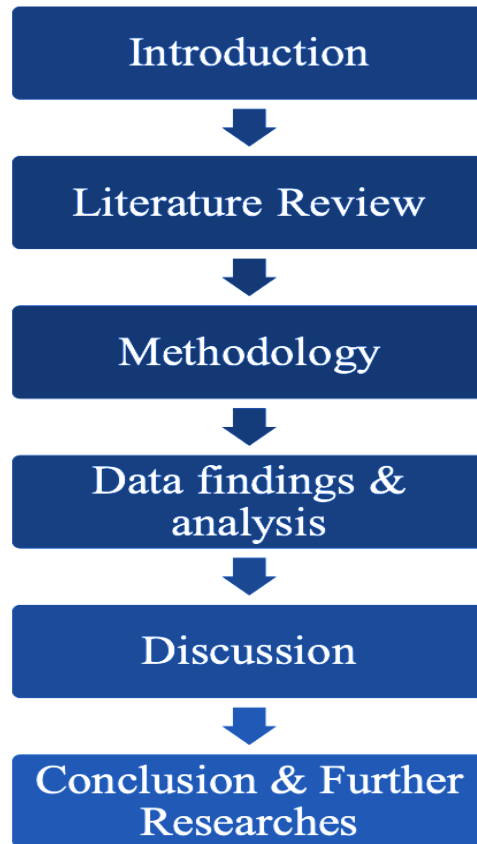 Introduction
Literature Review
Methodology
Data findings &
analysis
Discussion
Conclusion & Further
Researches